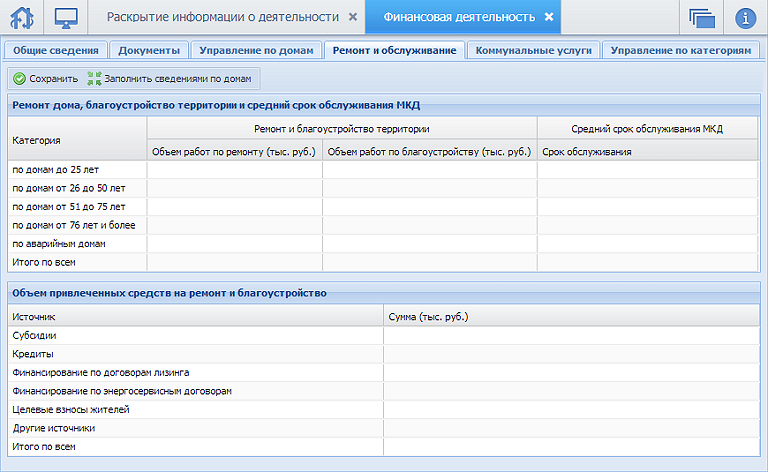 Раскрытие информации о деятельности
Финансовая деятельность
Общие сведения
Документы
Управление по домам
Ремонт и обслуживание
Коммунальные услуги
Управление по категориям
Сохранить
Заполнить сведениями по домам
Ремонт дома, благоустройство территории и средний срок обслуживания МКД
Категория
Ремонт и благоустройство территории
Средний срок обслуживания МКД
Объем работ по ремонту (тыс. руб.)
Объем работ по благоустройству (тыс. руб.)
Срок обслуживания
по домам до 25 лет
по домам от 26 до 50 лет
по домам от 51 до 75 лет
по домам от 76 лет и более
по аварийным домам
Итого по всем
Объем привлеченных средств на ремонт и благоустройство
Источник
Сумма (тыс. руб.)
Субсидии
Кредиты
Финансирование по договорам лизинга
Финансирование по энергосервисным договорам
Целевые взносы жителей
Другие источники
Итого по всем